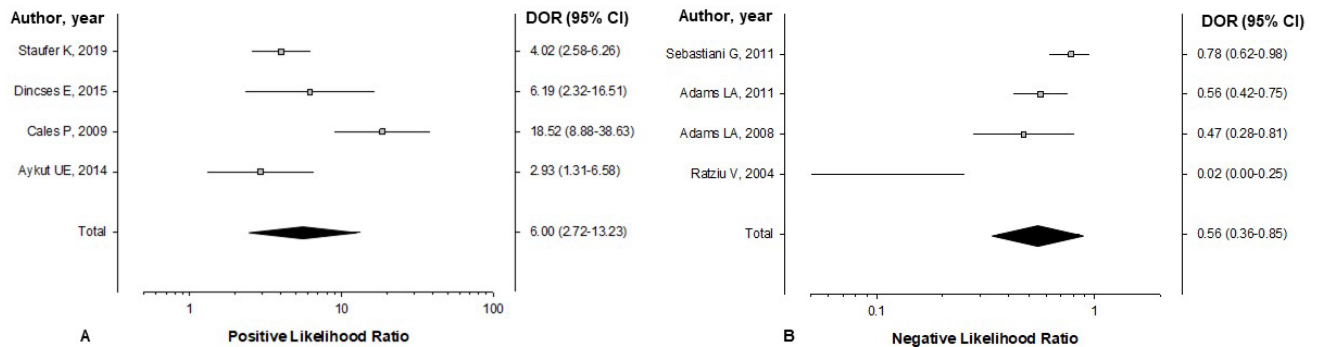 Author, year DOR (95% CI)
Staufer K, 2019 4.02 (2.58-6.26)
Dincses E, 2015 6.19 (2.32-16.51)
Cales P, 2009 18.52 (8.88-38.63)
Aykut UE, 2014 2.93 (1.31-6.58)
Total 6.00 (2.72-13.23)
1 10 100
A Positive Likelihood Ratio
Author, year DOR (95% CI)
Sebastiani G, 2011 0.78 (0.62-0.98)
Adams LA, 2011 0.56 (0.42-0.75)
Adams LA, 2008 0.47 (0.28-0.81)
Ratziu V, 2004 0.02 (0.00-0.25)
Total 0.56 (0.36-0.85)
0.1 1
B Negative Likelihood Ratio